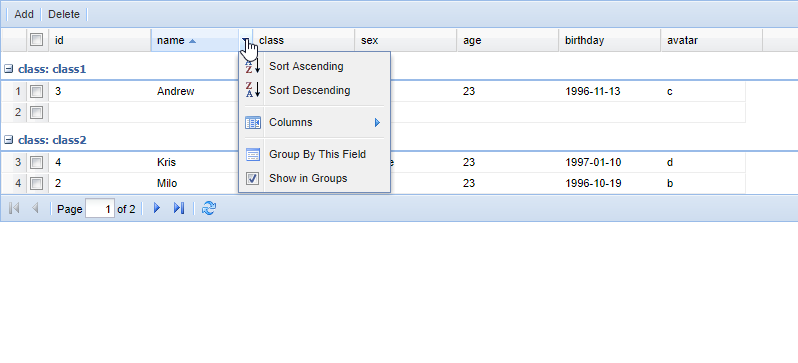 Add Delete
id name class sex age birthday avatar
class: class1
1 3 Andrew 23 1996-11-13 c
2
class: class2
3 4 Kris e 23 1997-01-10 d
4 2 Milo 23 1996-10-19 b
Sort Ascending
Sort Descending
Columns
Group By This Field
Show in Groups
Page 1 of 2